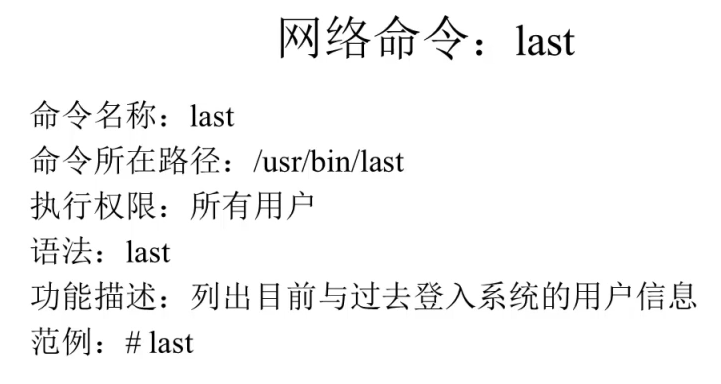 网络命令：last
命令名称：last
命令所在路径：/usr/bin/last
执行权限：所有用户
语法：last
功能描述：列出目前与过去登入系统的用户信息
范例：# last